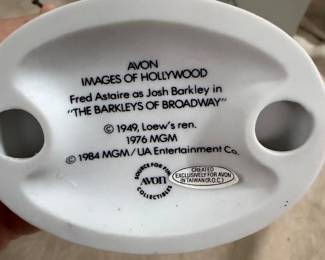 AVON
IMAGES OF HOLLYWOOD
Fred Astaire as Josh Barkley in
"THE BARKLEYS OF BROADWAY"
© 1949, Loew's ren.
1976 MGM
© 1984 MGM/UA Entertainment Co.
SOURCE FOR FINE
AVON
COLLECTIBLES
CREATED
EXCLUSIVELY FOR AVON
IN TAIWAN (R.O.C.)